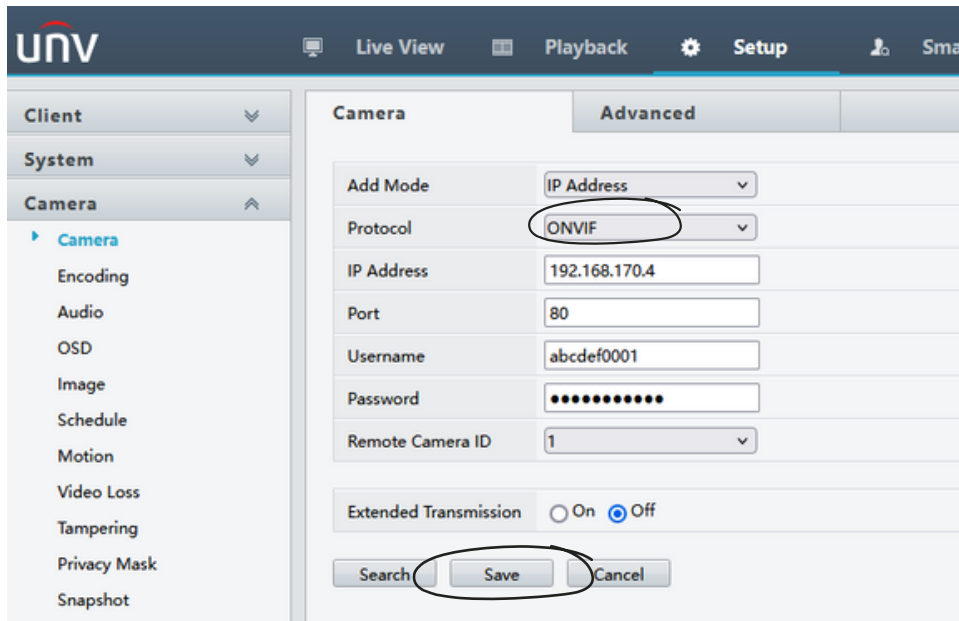 unv Live View Playback Setup Sma
Client
System
Camera
Camera
Encoding
Audio
OSD
Image
Schedule
Motion
Video Loss
Tampering
Privacy Mask
Snapshot
Camera Advanced
Add Mode IP Address
Protocol ONVIF
IP Address 192.168.170.4
Port 80
Username abcdef0001
Password •••••••••••
Remote Camera ID 1
Extended Transmission On Off
Search Save Cancel